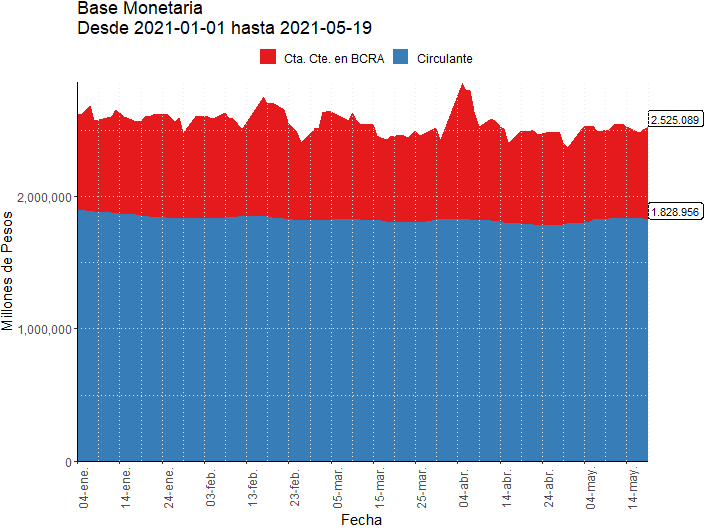 Base Monetaria
Desde 2021-01-01 hasta 2021-05-19
Cta. Cte. en BCRA
Circulante
2.525.089
1.828.956
2,000,000
1,000,000
0
Millones de Pesos
04-ene.
14-ene.
24-ene.
03-feb.
13-feb.
23-feb.
05-mar.
15-mar.
25-mar.
04-abr.
14-abr.
24-abr.
04-may.
14-may.
Fecha